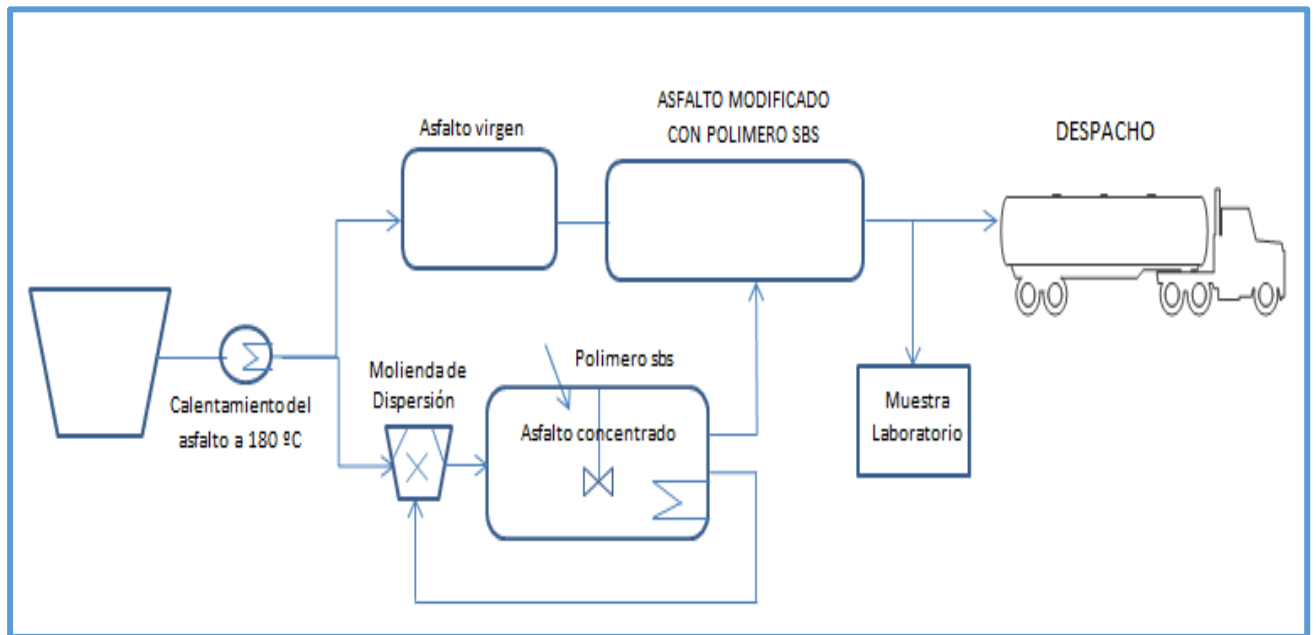 Asfalto virgen
ASFALTO MODIFICADO
CON POLIMERO SBS
DESPACHO
Calentamiento del
asfalto a 180 ºC
Molienda de
Dispersión
Polimero sbs
Asfalto concentrado
Muestra
Laboratorio